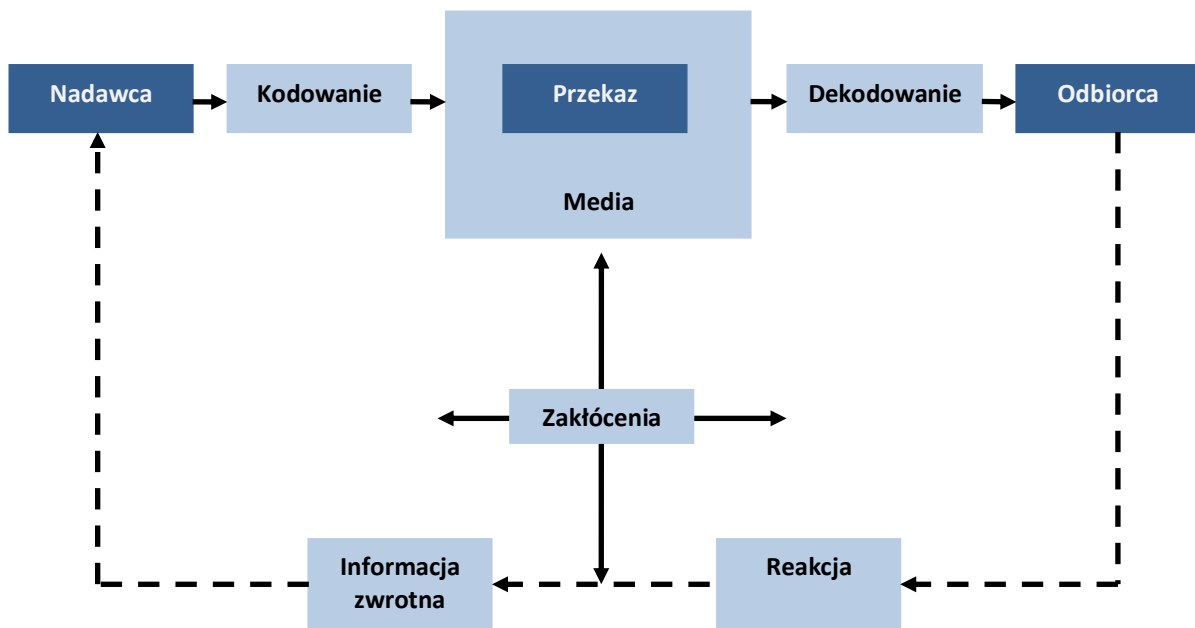 Nadawca
Kodowanie
Przekaz
Media
Dekodowanie
Odbiorca
Zakłócenia
Informacja
zwrotna
Reakcja